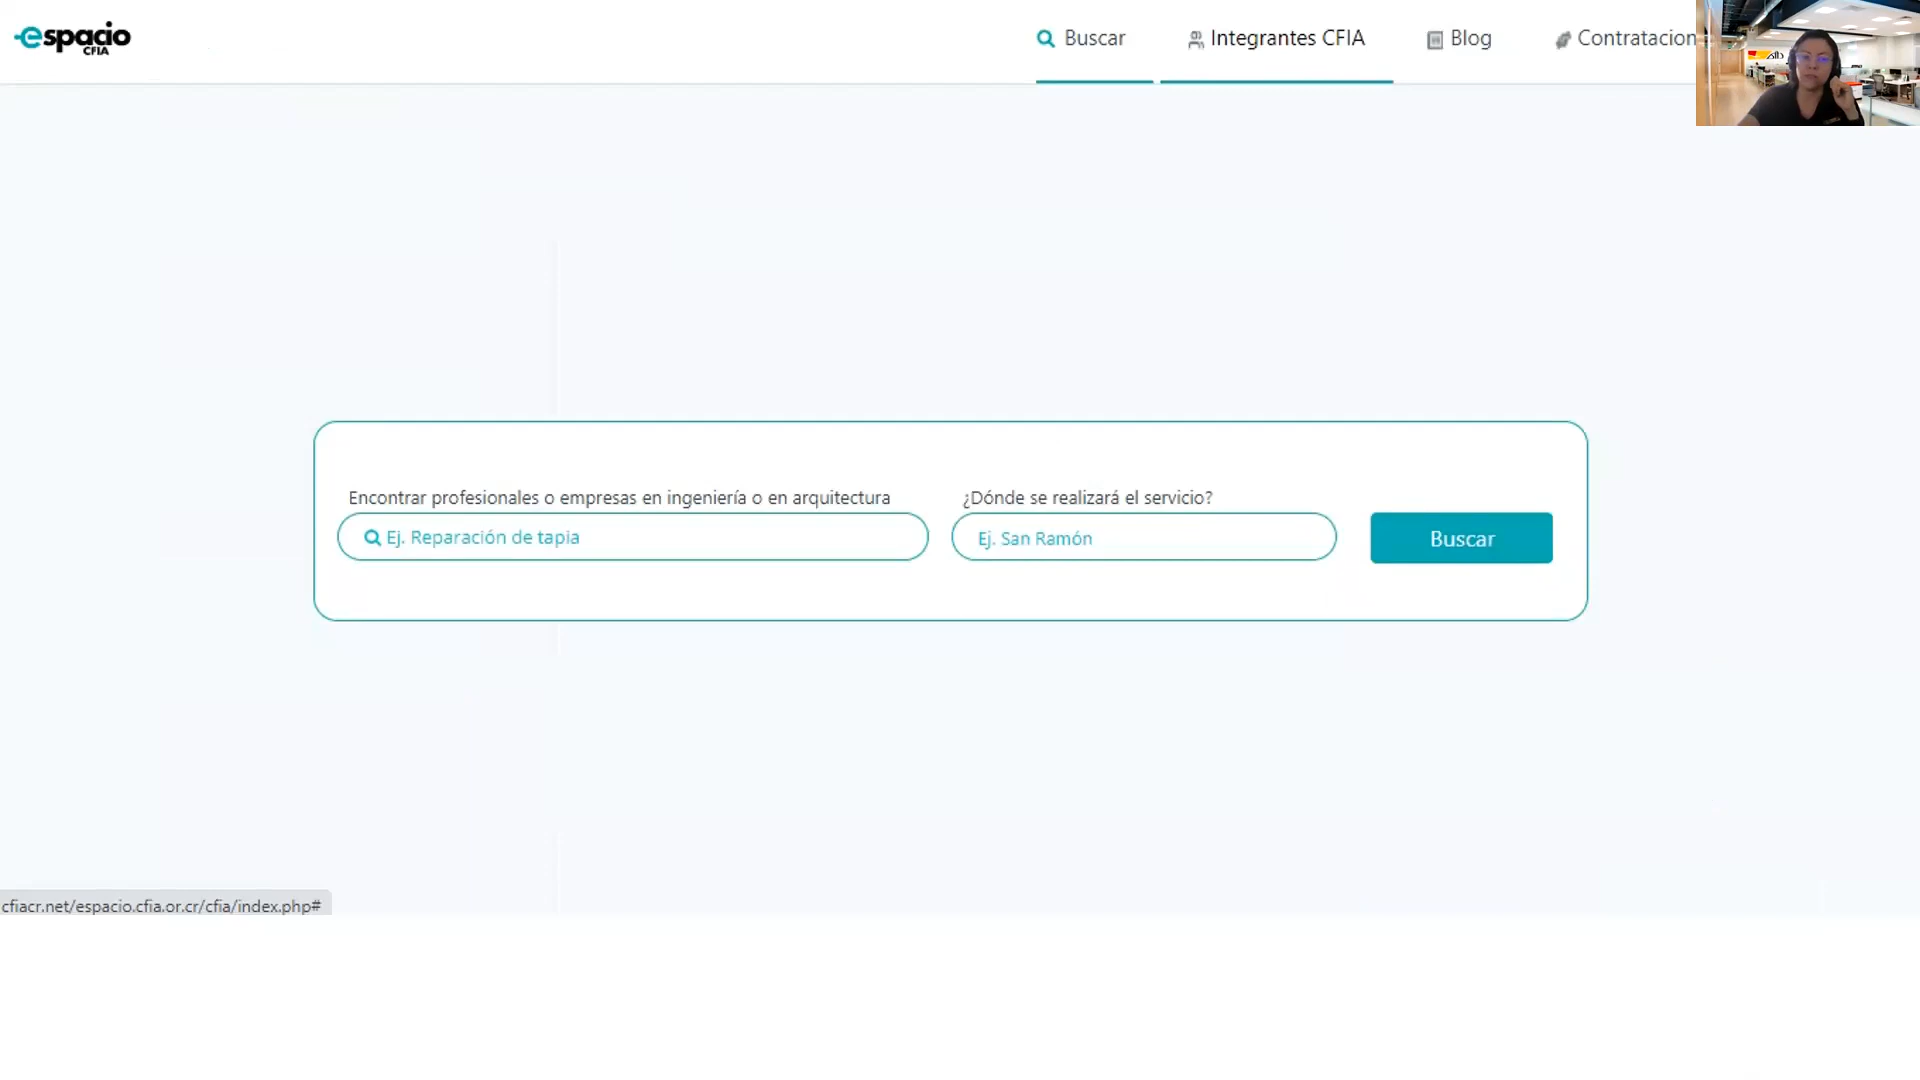 espacio
CFIA
Buscar
Integrantes CFIA
Blog
Contratacion
Encontrar profesionales o empresas en ingeniería o en arquitectura
¿Dónde se realizará el servicio?
Ej. Reparación de tapia
Ej. San Ramón
Buscar
cfiacr.net/espacio.cfia.or.cr/cfia/index.php#